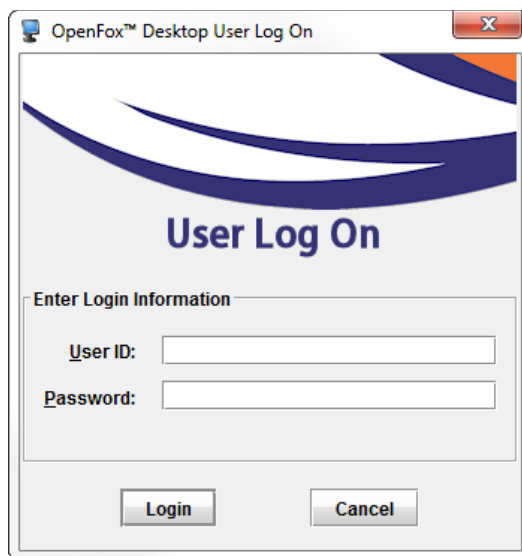 OpenFox™ Desktop User Log On
User Log On
Enter Login Information
User ID:
Password:
Login Cancel